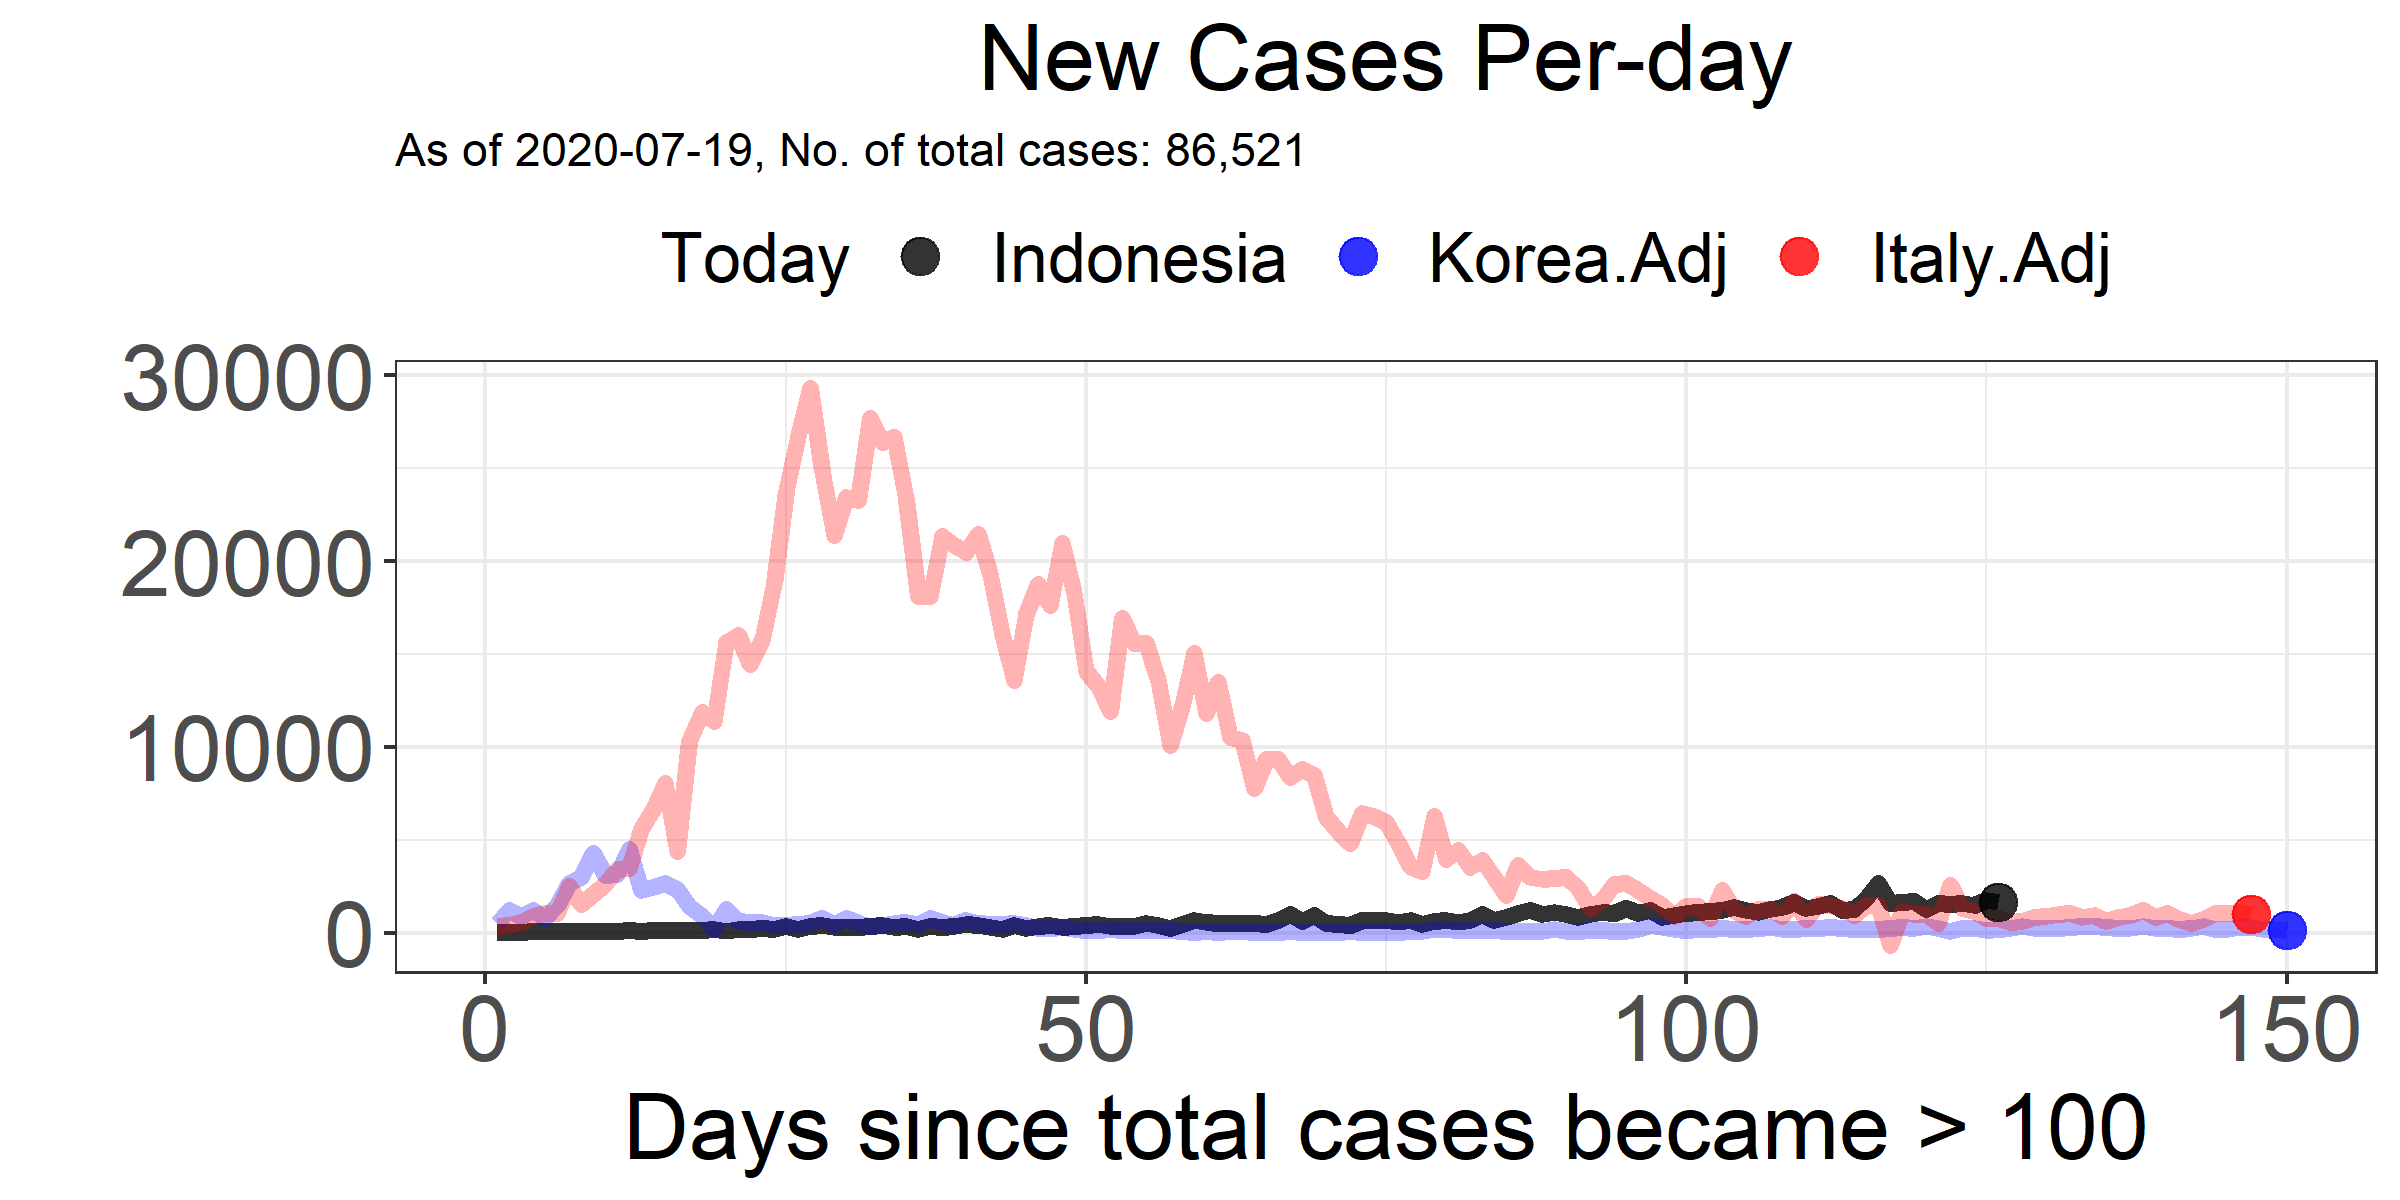 New Cases Per-day
As of 2020-07-19, No. of total cases: 86,521
Today Indonesia Korea.Adj Italy.Adj
30000
20000
10000
0
0 50 100 150
Days since total cases became > 100